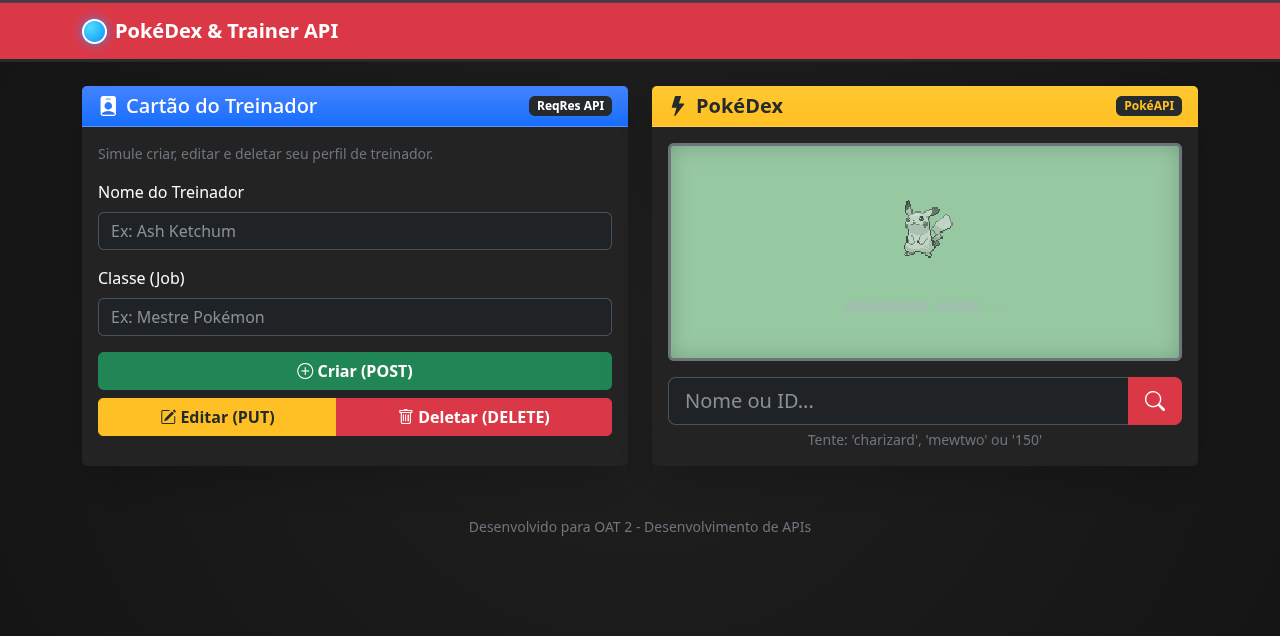 PokéDex & Trainer API
Cartão do Treinador
ReqRes API
Simule criar, editar e deletar seu perfil de treinador.
Nome do Treinador
Ex: Ash Ketchum
Classe (Job)
Ex: Mestre Pokémon
Criar (POST)
Editar (PUT)
Deletar (DELETE)
PokéDex
PokéAPI
Nome ou ID...
Tente: 'charizard', 'mewtwo' ou '150'
Desenvolvido para OAT 2 - Desenvolvimento de APIs